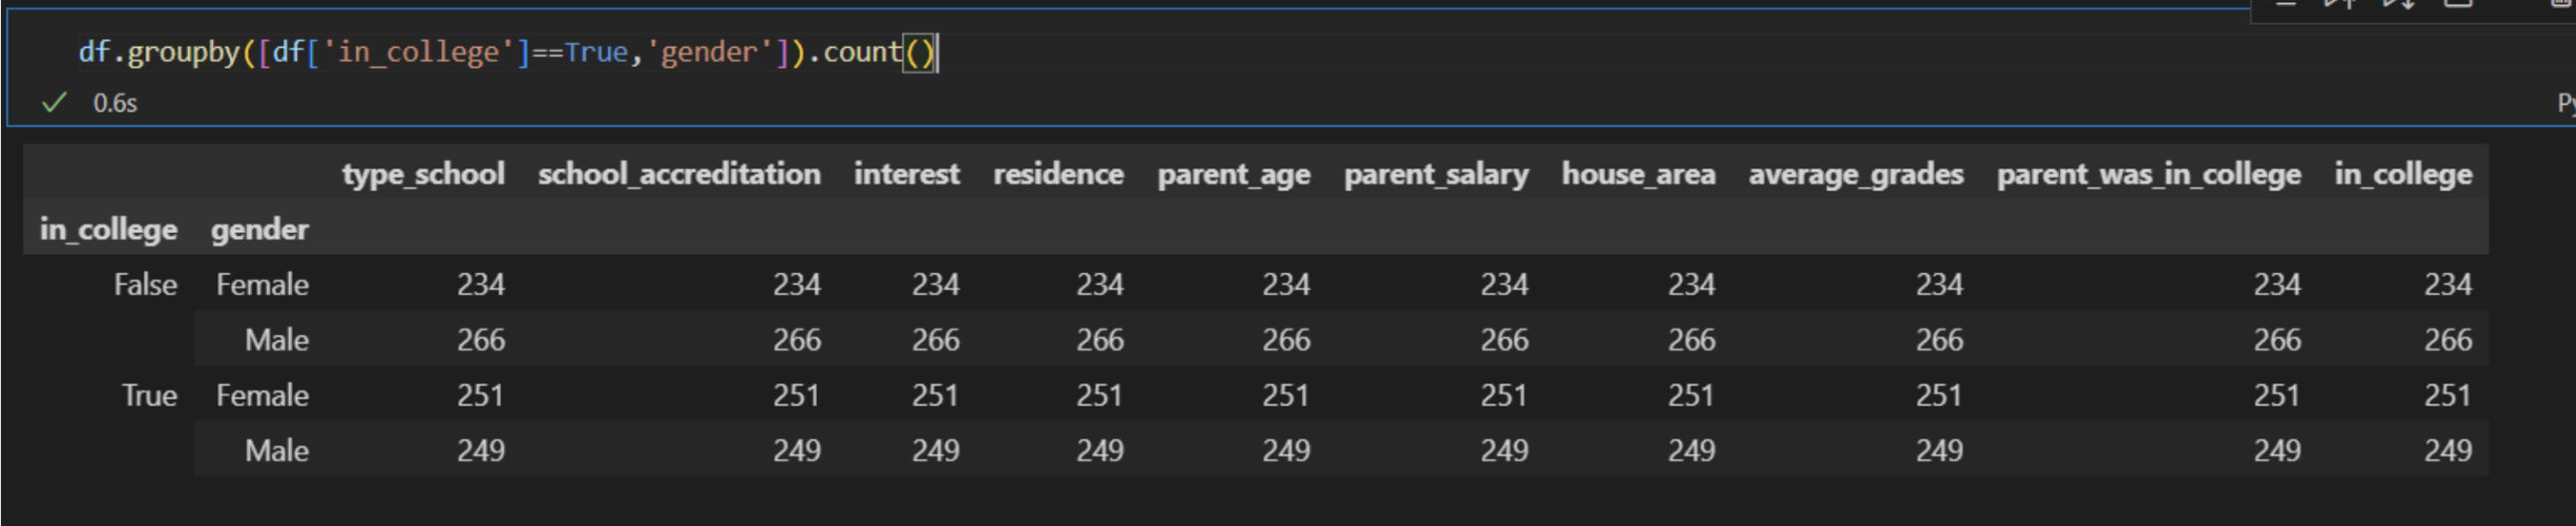 df.groupby([df['in_college']==True,'gender']).count()
0.6s
type_school school_accreditation interest residence parent_age parent_salary house_area average_grades parent_was_in_college in_college
in_college gender
False Female 234 234 234 234 234 234 234 234 234 234
Male 266 266 266 266 266 266 266 266 266 266
True Female 251 251 251 251 251 251 251 251 251 251
Male 249 249 249 249 249 249 249 249 249 249